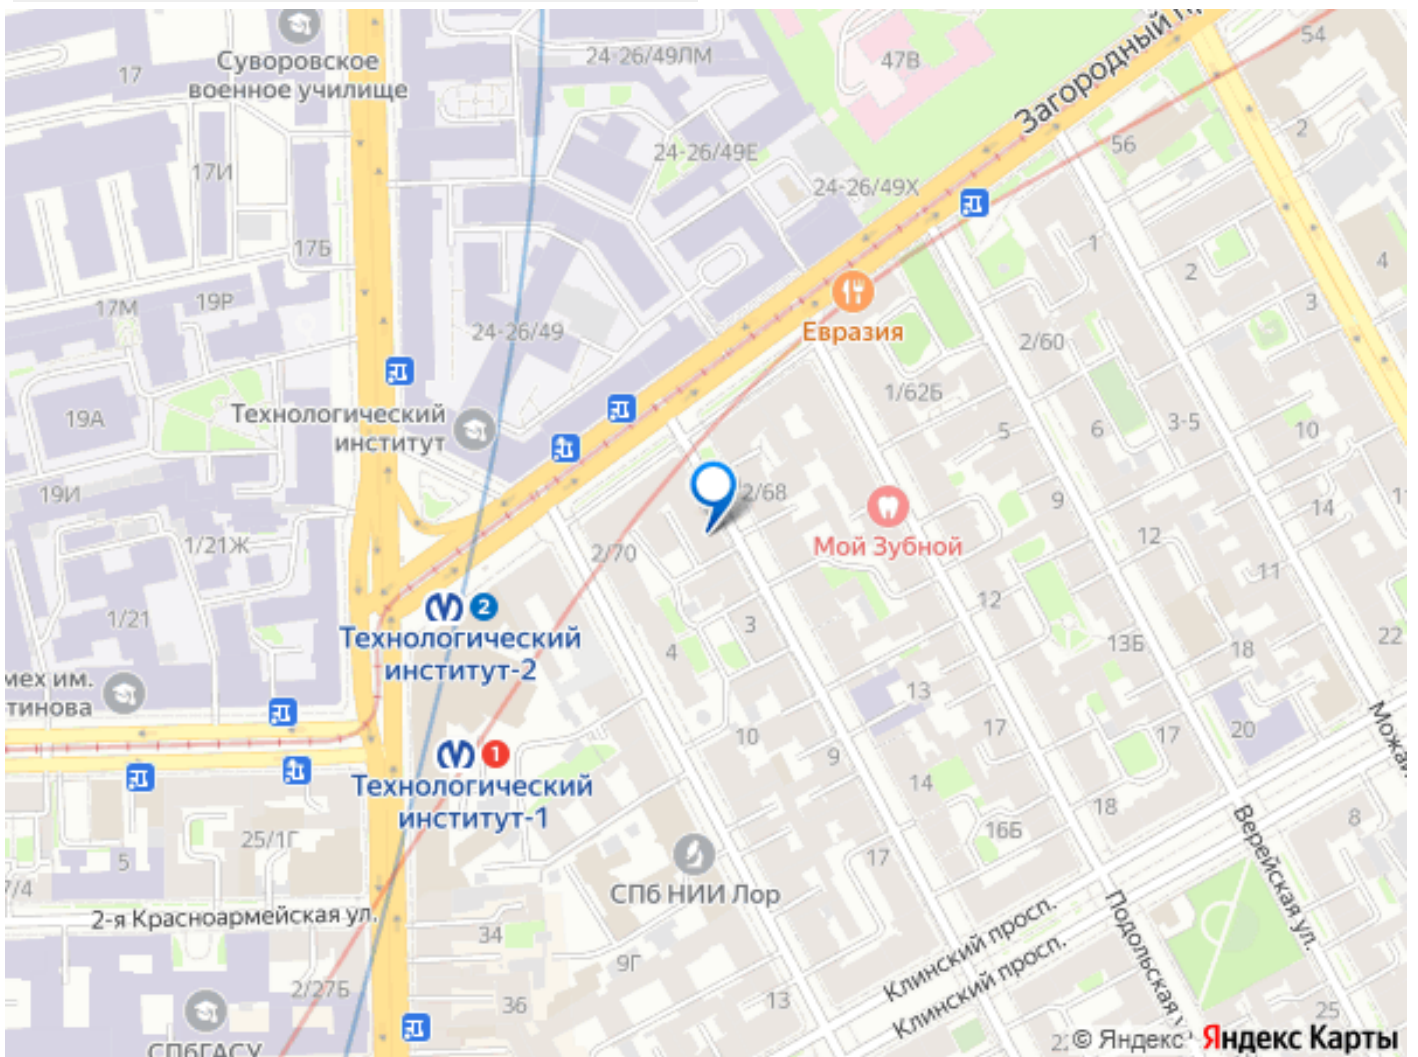 Суворовское
военное училище
17
24-26/49ЛМ
47В
Загородный п
54
2
56
17И
24-26/49Е
24-26/49Х
17Б
1
2
4
17М
19Р
24-26/49
Евразия
2/60
3
19А
Технологический
институт
1/62Б
5
6
3-5
10
19И
2/68
9
14
1/21Ж
2/70
Мой Зубной
12
11
1/21
2
Технологический
институт-2
3
12
13Б
18
22
мех им.
тинова
4
13
10
17
17
20
Можай
1
Технологический
институт-1
9
14
18
16Б
8
Верейская ул.
25/1Г
5
7/4
17
СПб НИИ Лор
2-я Красноармейская ул.
34
Клинский просп.
Клинский просп.
Подольская у
9Г
2/27Б
36
13
25
СПбГАСУ
© Яндекс
Яндекс Карты